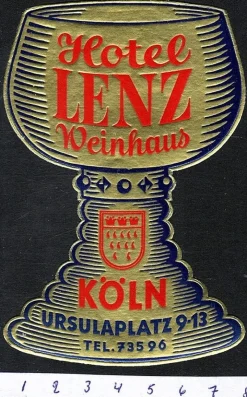 Hotel
LENZ
Weinhaus
KÖLN
URSULAPLATZ 9-13
TEL. 73596
1 2 3 4 5 6 7 8